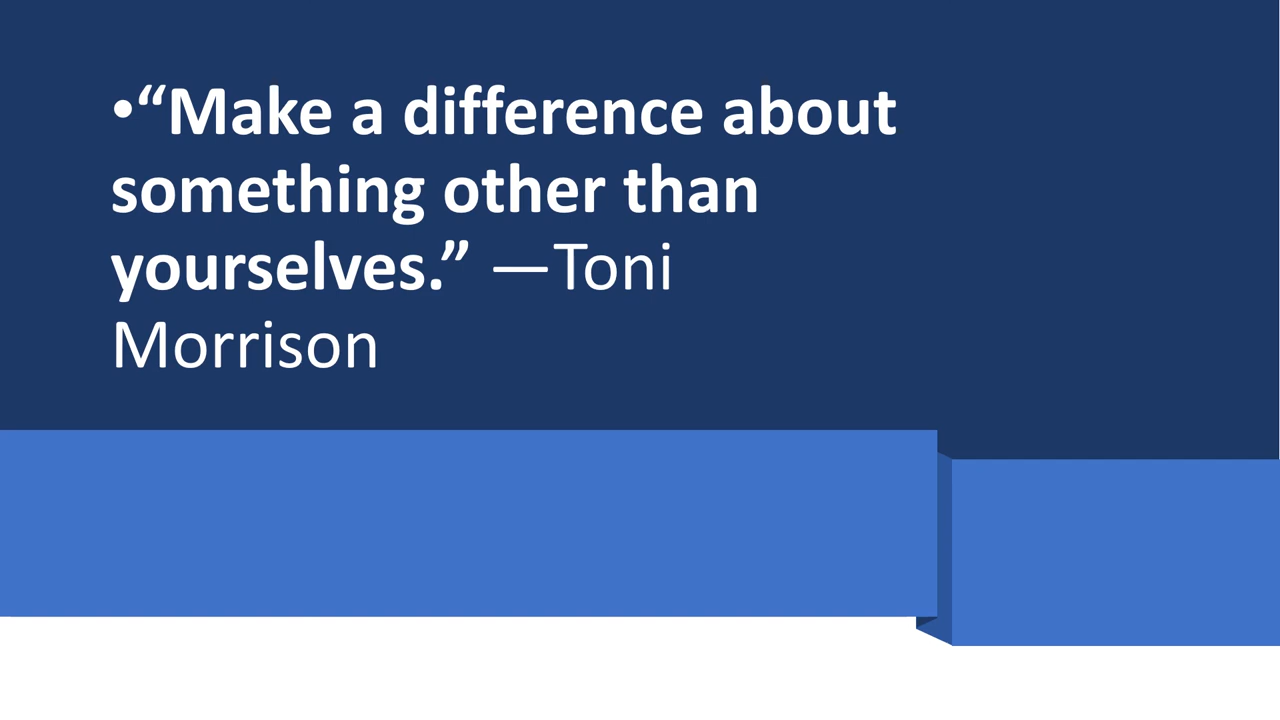 •“Make a difference about
something other than
yourselves.” —Toni
Morrison